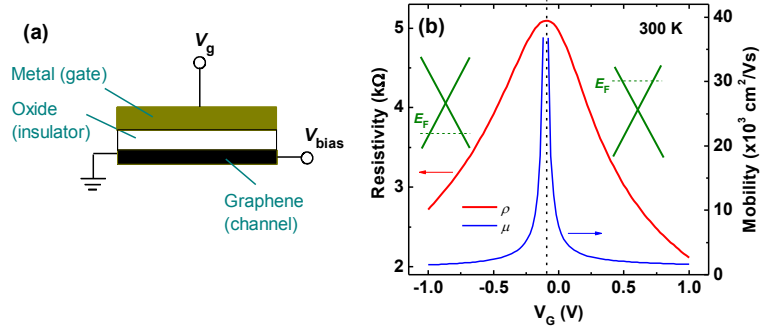 (a)
Vg
Metal (gate)
Oxide
(insulator)
Vbias
Graphene
(channel)
(b)
300 K
Resistivity (kΩ)
5
4
3
2
EF
EF
ρ
μ
-1.0 -0.5 0.0 0.5 1.0
VG (V)
40
30
20
10
0
Mobility (x10³ cm²/Vs)